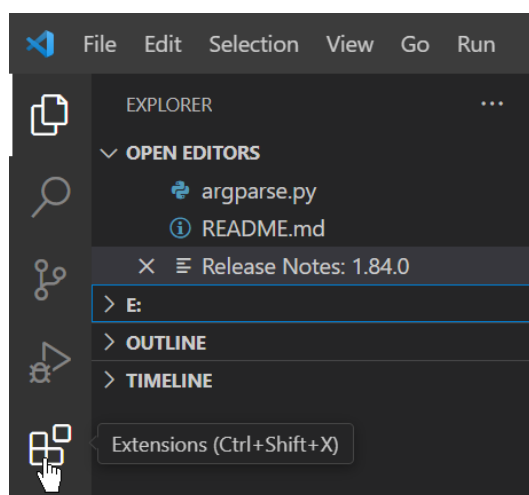 File Edit Selection View Go Run
EXPLORER ...
OPEN EDITORS
argparse.py
README.md
Release Notes: 1.84.0
E:
OUTLINE
TIMELINE
Extensions (Ctrl+Shift+X)